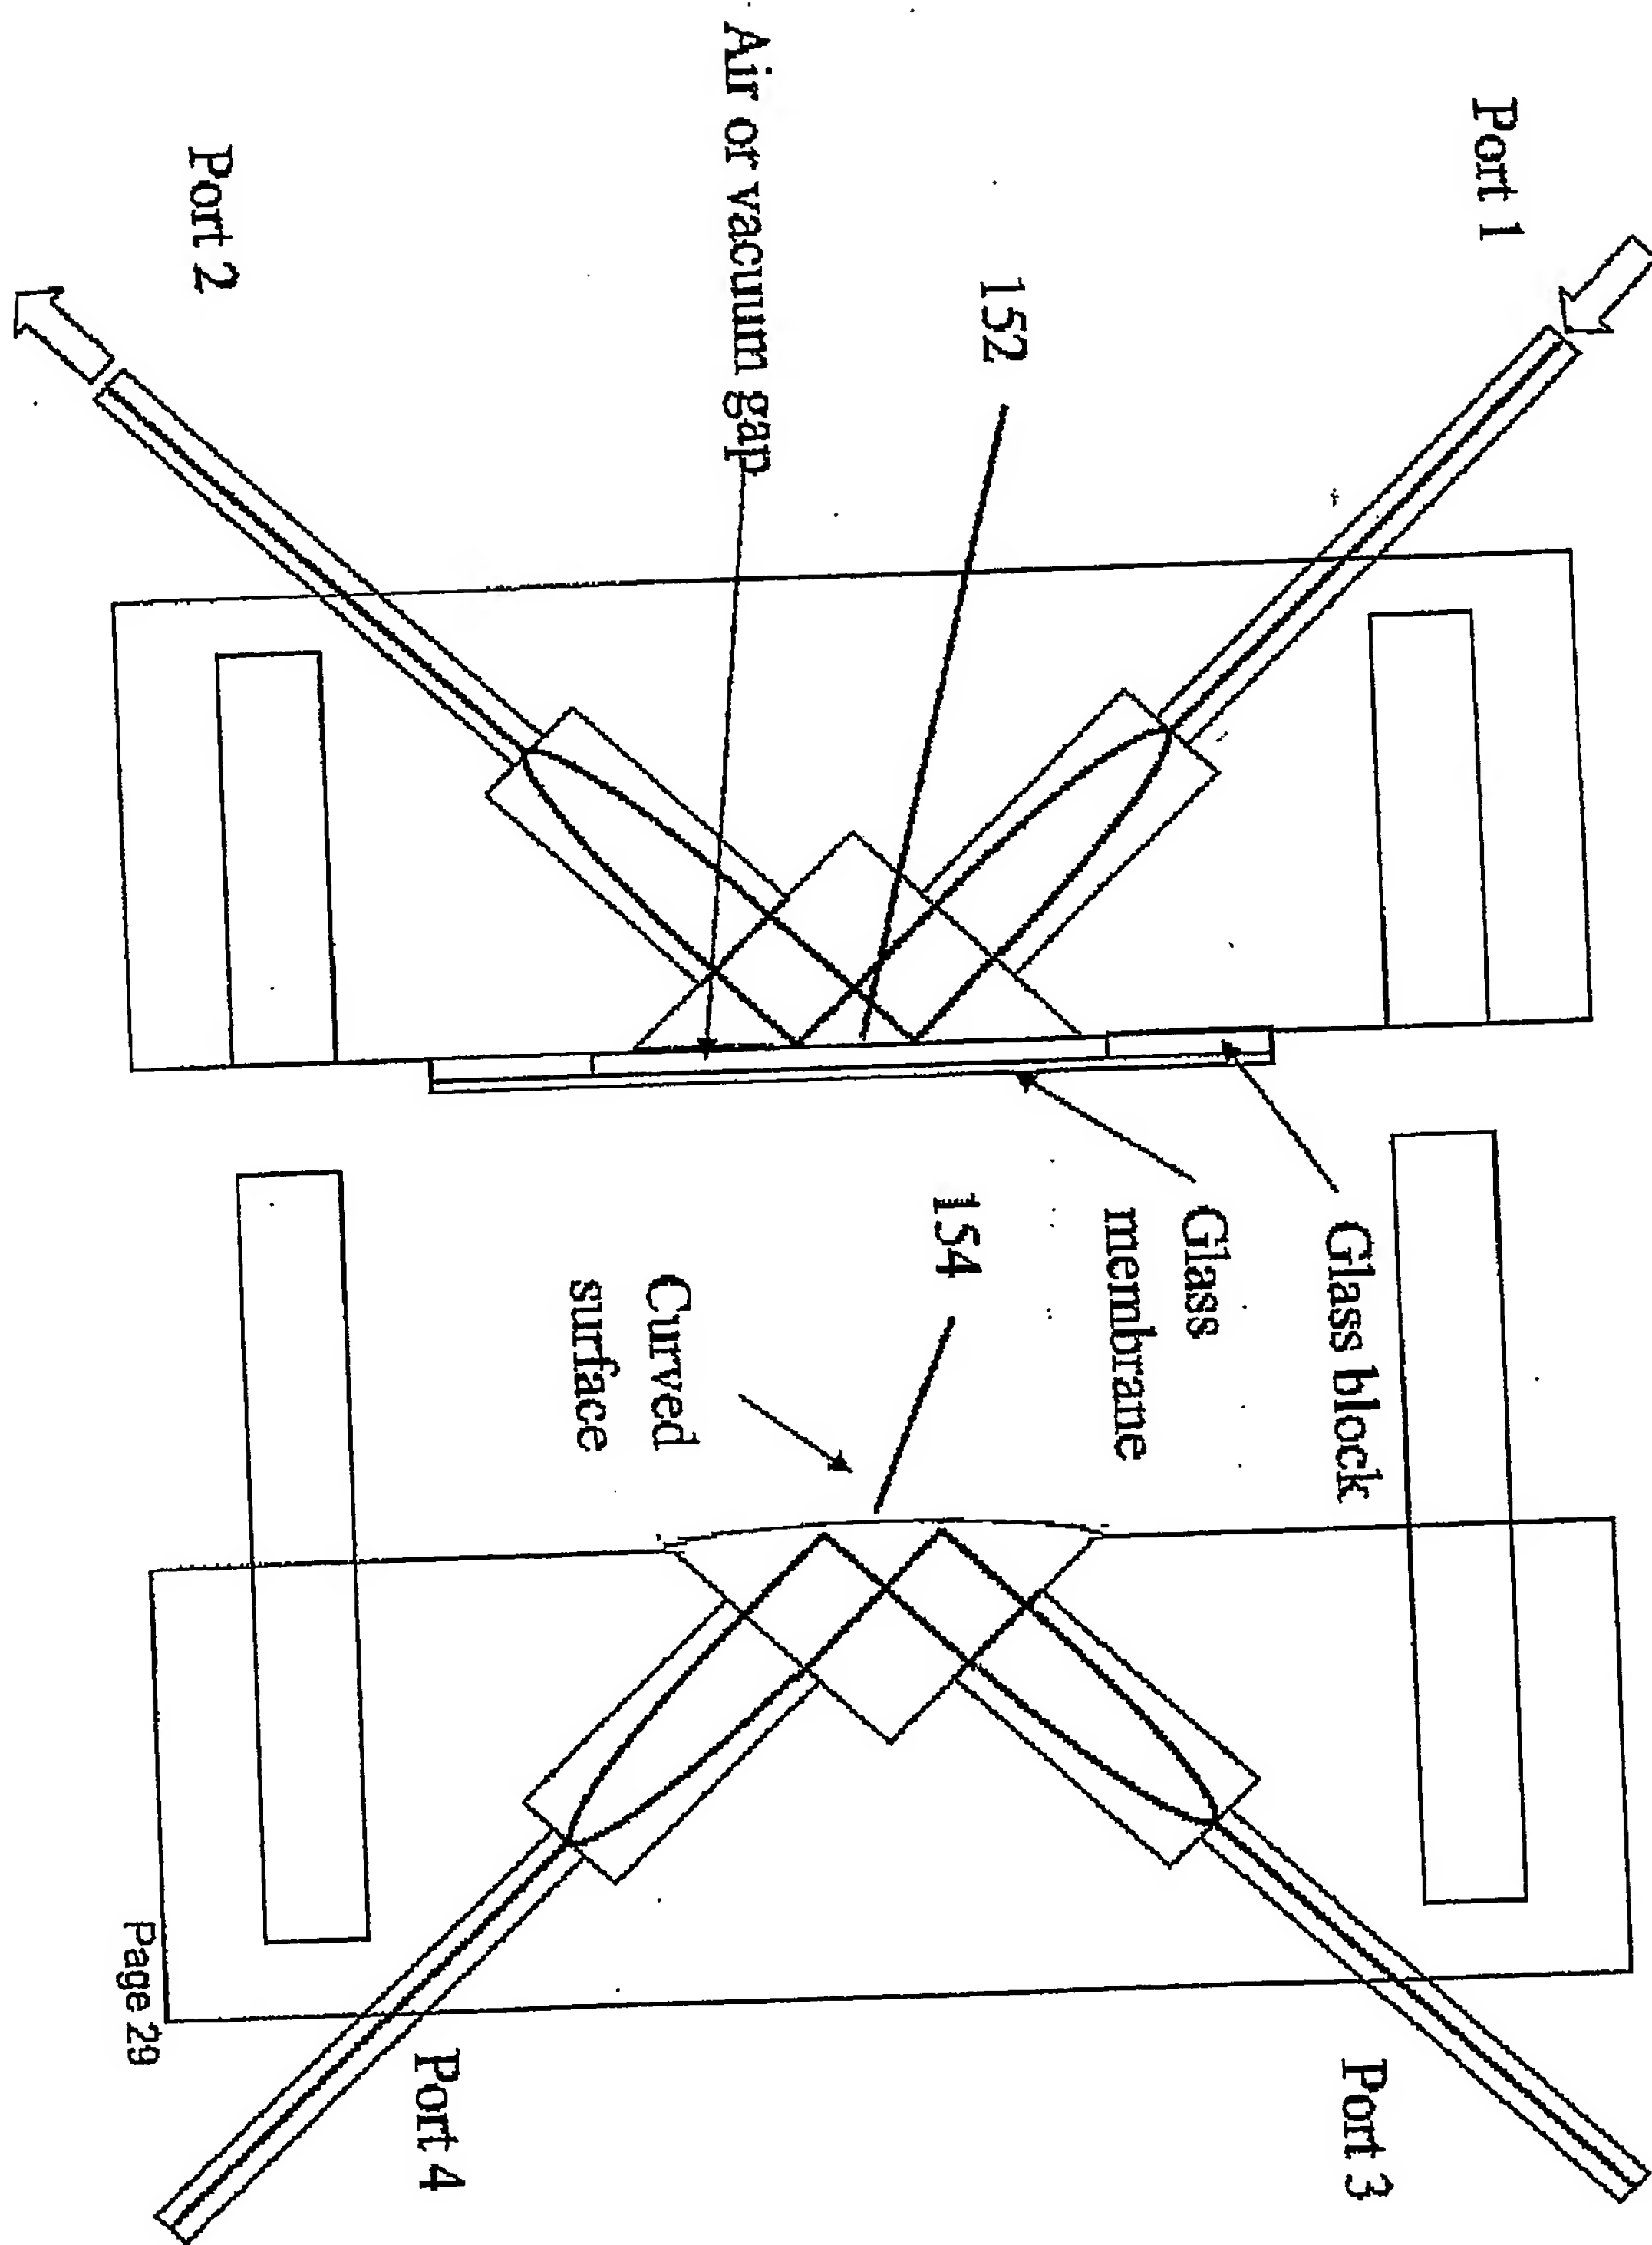 Port 1
Port 3
Glass block
Glass
membrane
152
154
Air or vacuum gap
Curved
surface
Port 4
Port 2
Page 29